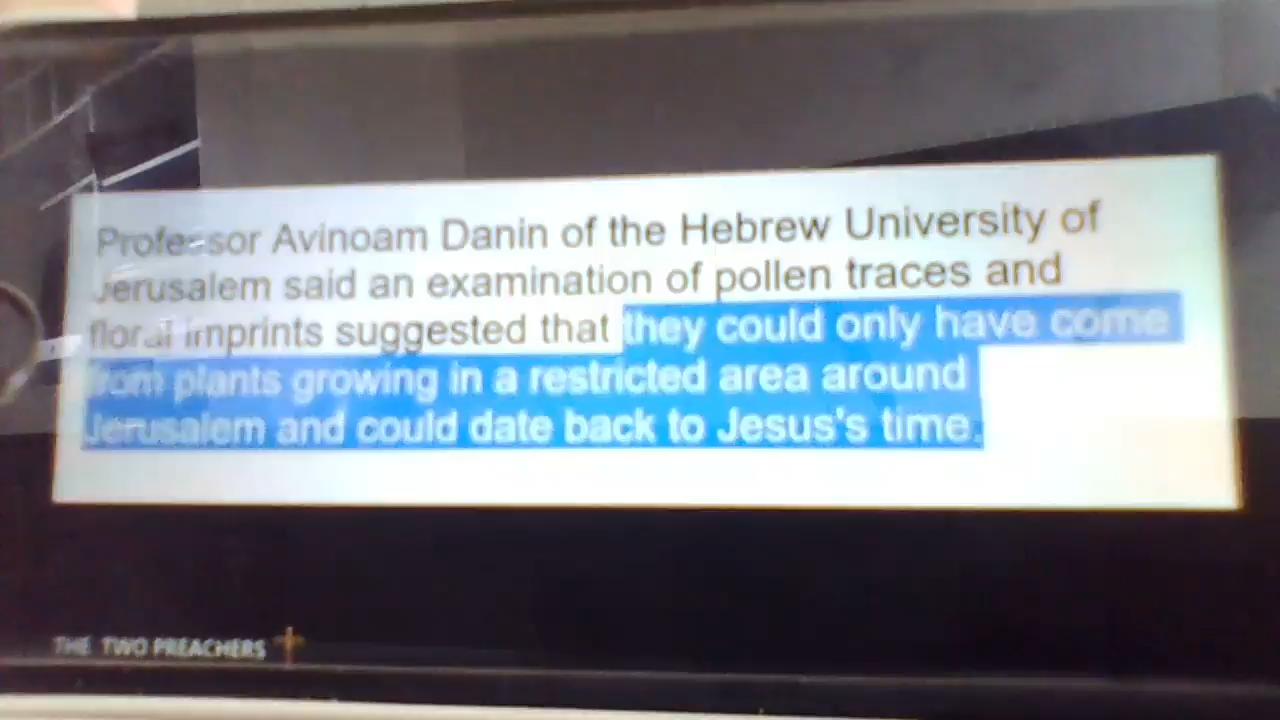 Professor Avinoam Danin of the Hebrew University of
Jerusalem said an examination of pollen traces and
floral imprints suggested that they could only have come
from plants growing in a restricted area around
Jerusalem and could date back to Jesus's time.
THE TWO PREACHERS